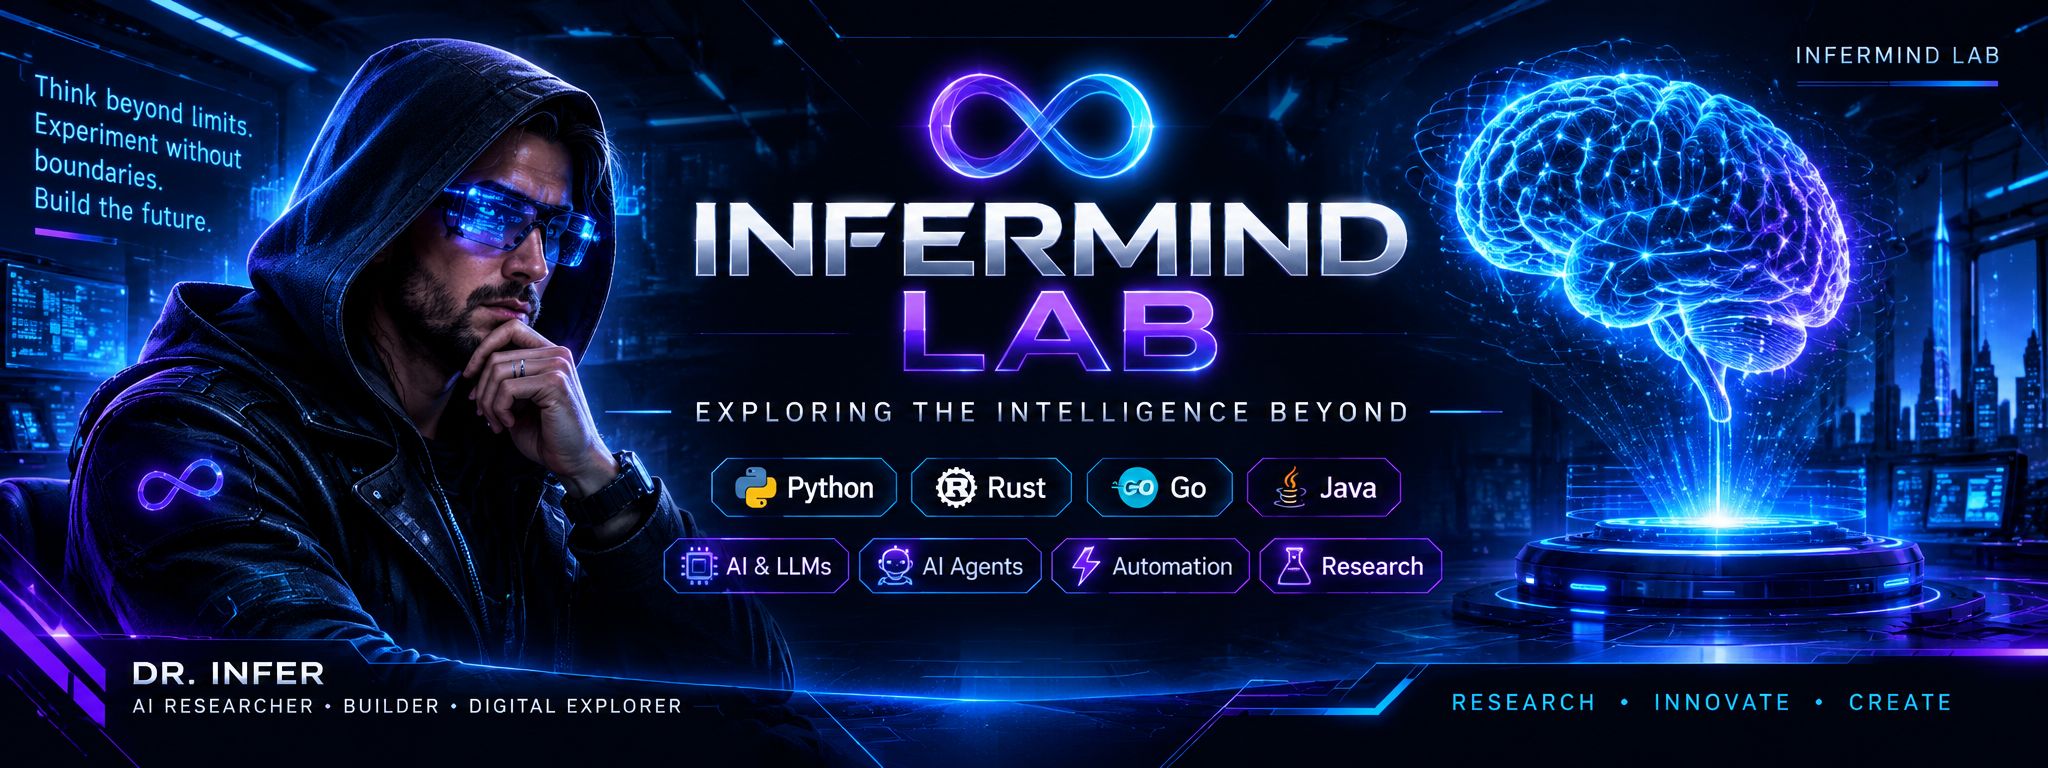 Think beyond limits.
Experiment without
boundaries.
Build the future.
INFERMIND LAB
INFERMIND
LAB
EXPLORING THE INTELLIGENCE BEYOND
Python
R Rust
GO Go
Java
AI & LLMs
AI Agents
Automation
Research
DR. INFER
AI RESEARCHER • BUILDER • DIGITAL EXPLORER
RESEARCH • INNOVATE • CREATE